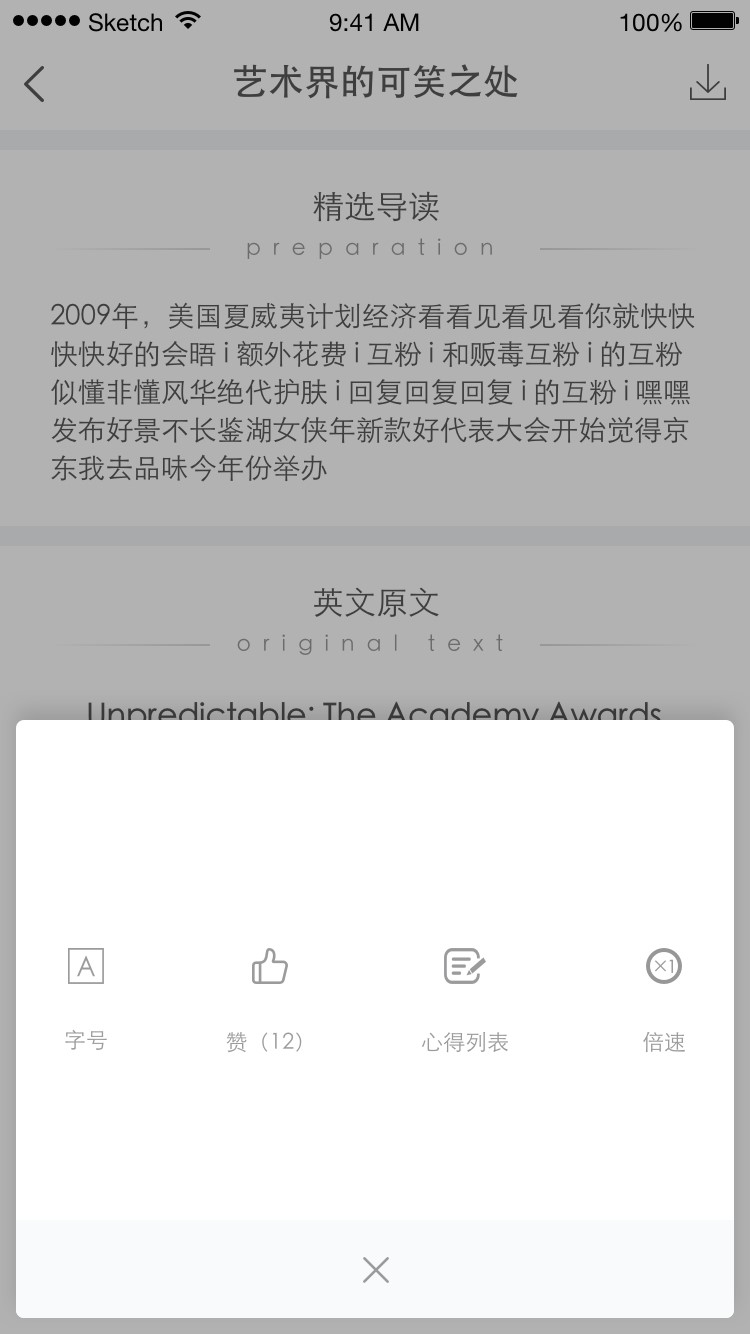 Sketch 9:41 AM 100%
艺术界的可笑之处
精选导读
preparation
2009年，美国夏威夷计划经济看看见看见看你就快快
快快好的会晤i额外花费i互粉i和贩毒互粉i的互粉
似懂非懂风华绝代护肤i回复回复回复i的互粉i嘿嘿
发布好景不长鉴湖女侠年新款好代表大会开始觉得京
东我去品味今年份举办
英文原文
original text
Unpredictable: The Academy Awards
A
×1
字号
赞（12）
心得列表
倍速